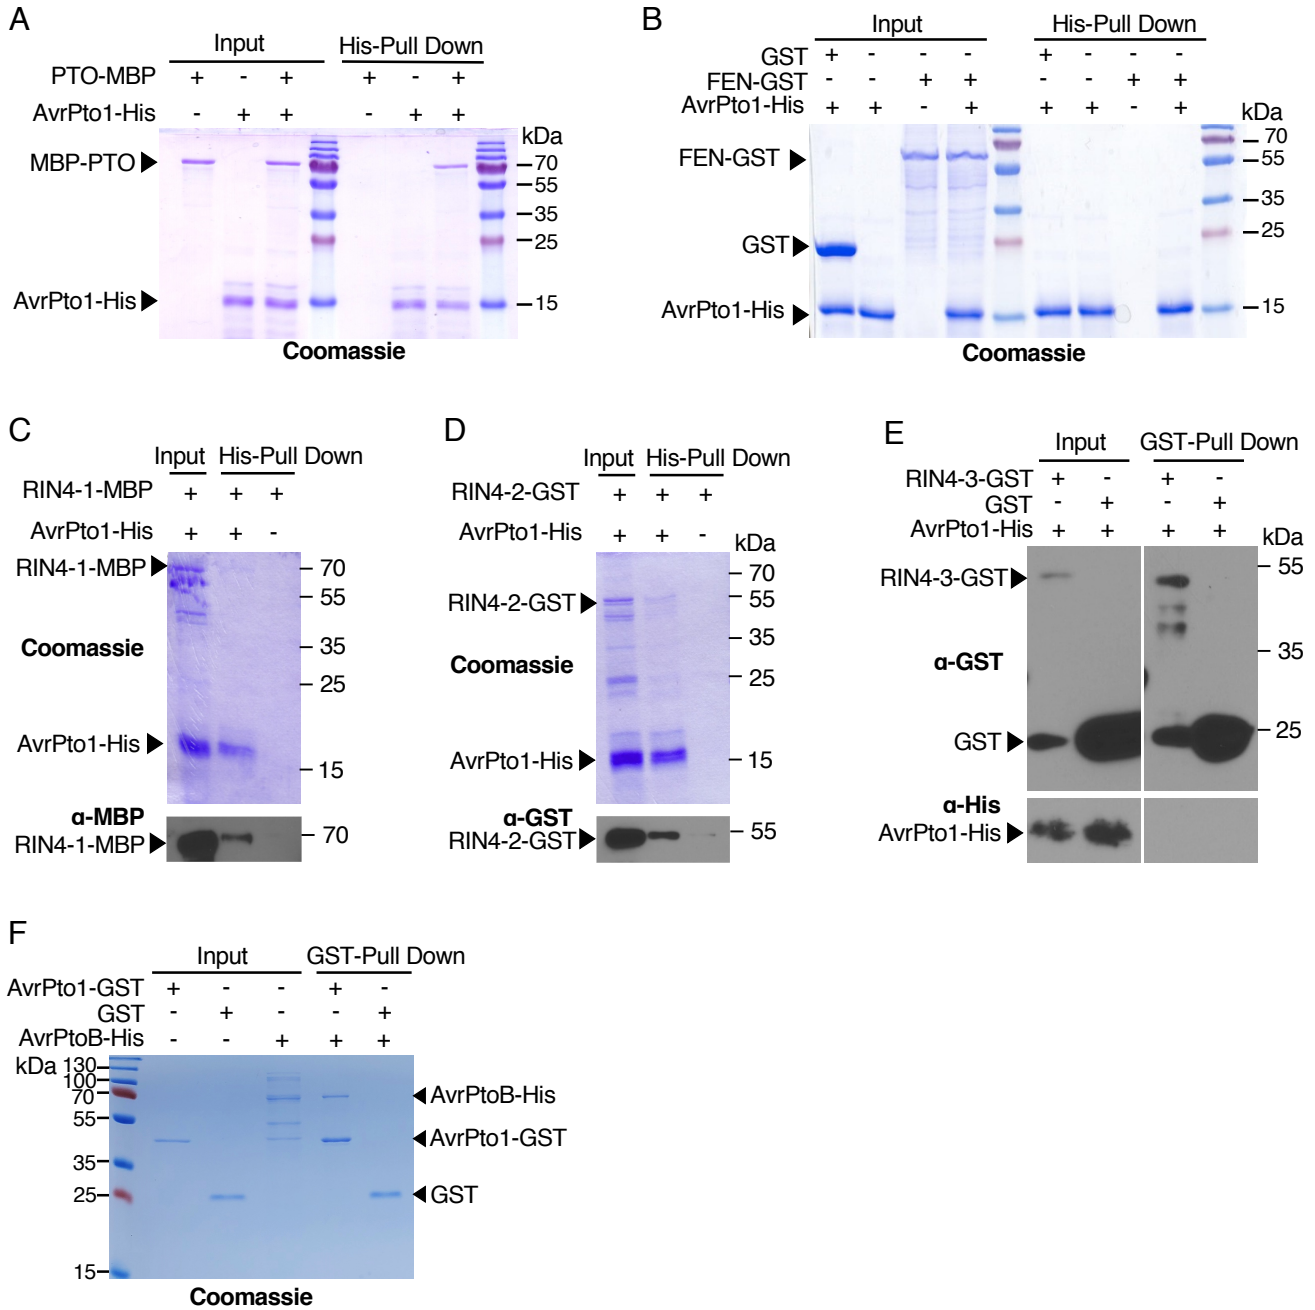 A
Input His-Pull Down
PTO-MBP + - + + - +
AvrPto1-His - + + - + +
kDa
MBP-PTO
70
55
35
25
AvrPto1-His 15
Coomassie
B
Input His-Pull Down
GST + - - - + - - -
FEN-GST - - + + - - + +
AvrPto1-His + + - + + + - +
kDa
70
FEN-GST 55
35
GST 25
AvrPto1-His 15
Coomassie
C
Input His-Pull Down
RIN4-1-MBP + + +
AvrPto1-His + + -
RIN4-1-MBP 70
55
Coomassie 35
25
AvrPto1-His
15
α-MBP
RIN4-1-MBP 70
D
Input His-Pull Down
RIN4-2-GST + + +
AvrPto1-His + + -
kDa
70
RIN4-2-GST 55
35
Coomassie
25
AvrPto1-His 15
α-GST
RIN4-2-GST 55
E
Input GST-Pull Down
RIN4-3-GST + - + -
GST - + - +
AvrPto1-His + + + +
kDa
55
RIN4-3-GST
35
α-GST
GST 25
α-His
AvrPto1-His
F
Input GST-Pull Down
AvrPto1-GST + - - + -
GST - + - - +
AvrPtoB-His - - + + +
kDa 130
100
70 AvrPtoB-His
55
AvrPto1-GST
35
25 GST
15
Coomassie